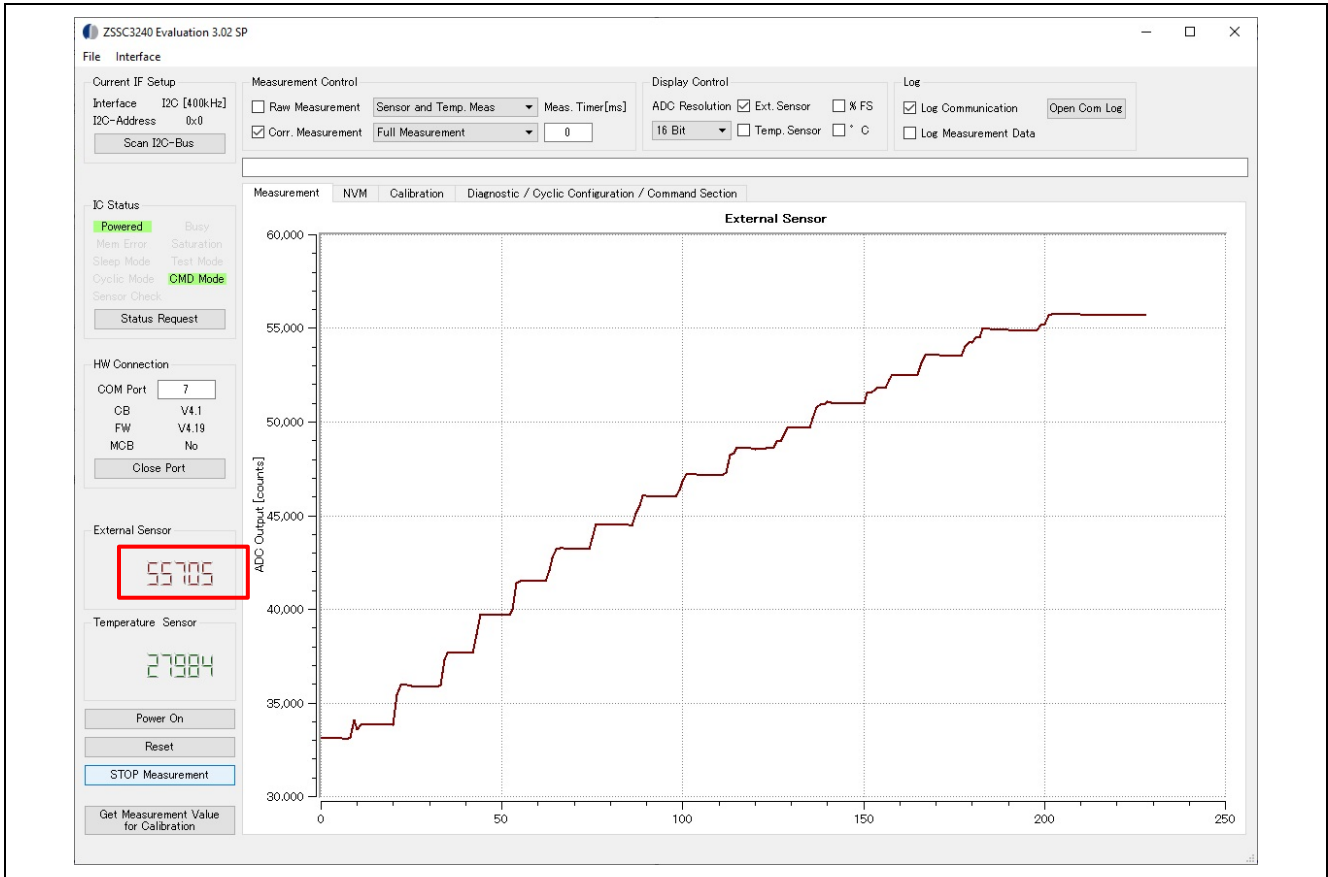 ZSSC3240 Evaluation 3.02 SP
File Interface
Current IF Setup
Interface I2C [400kHz]
I2C-Address 0x0
Scan I2C-Bus
Measurement Control
Raw Measurement Sensor and Temp. Meas Meas. Timer[ms]
Corr. Measurement Full Measurement 0
Display Control
ADC Resolution Ext. Sensor % FS
16 Bit Temp. Sensor ° C
Log
Log Communication Open Com Log
Log Measurement Data
Measurement NVM Calibration Diagnostic / Cyclic Configuration / Command Section
IC Status
Powered Busy
Mem Error Saturation
Sleep Mode Test Mode
Cyclic Mode CMD Mode
Sensor Check
Status Request
HW Connection
COM Port 7
CB V4.1
FW V4.19
MCB No
Close Port
External Sensor
55705
Temperature Sensor
27984
Power On
Reset
STOP Measurement
Get Measurement Value
for Calibration
External Sensor
ADC Output [counts]
60,000
55,000
50,000
45,000
40,000
35,000
30,000
0 50 100 150 200 250